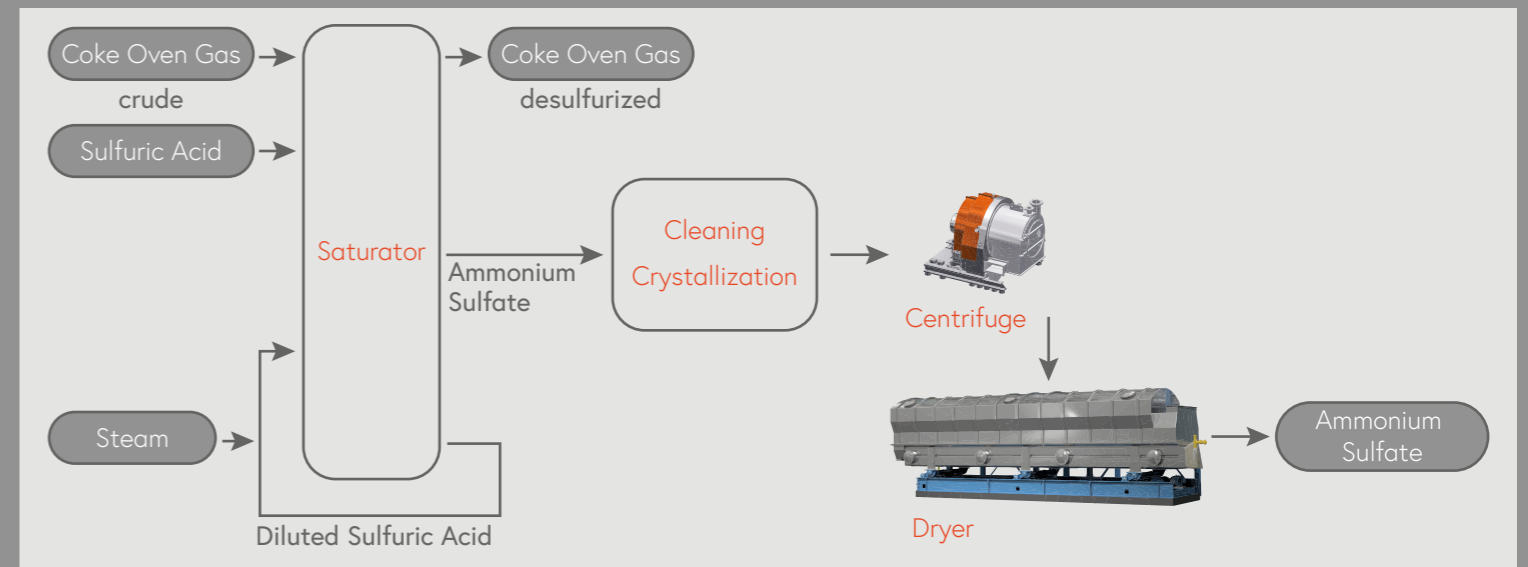 Coke Oven Gas
crude
Coke Oven Gas
desulfurized
Sulfuric Acid
Saturator
Ammonium
Sulfate
Cleaning
Crystallization
Centrifuge
Steam
Diluted Sulfuric Acid
Dryer
Ammonium
Sulfate